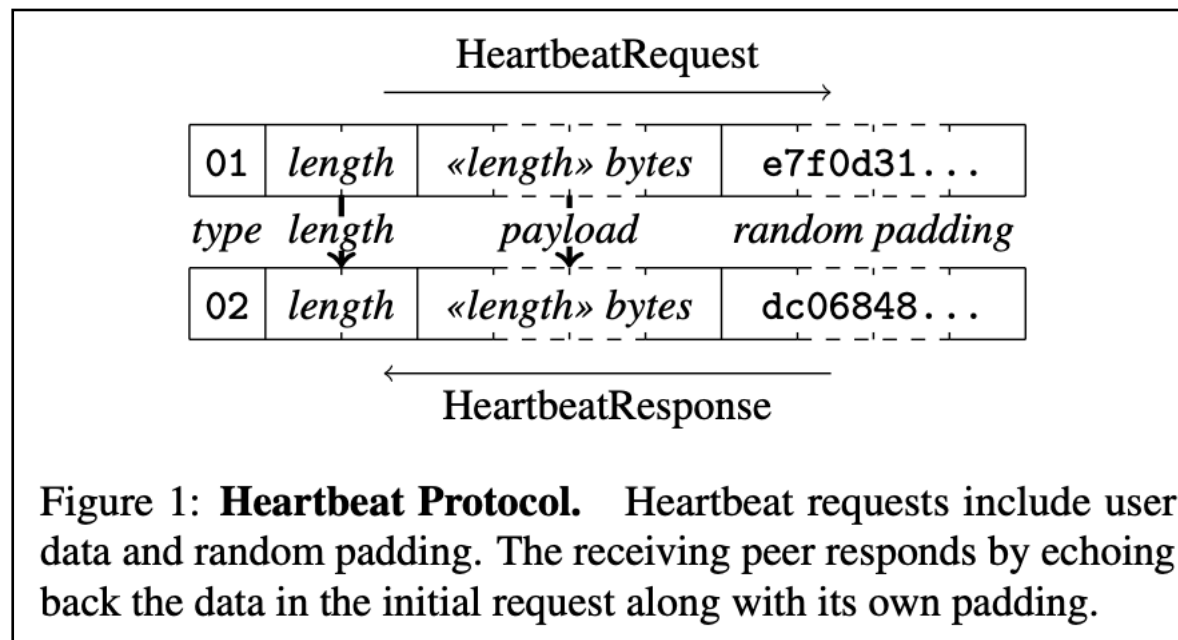 HeartbeatRequest
01 length «length» bytes e7f0d31...
type length payload random padding
02 length «length» bytes dc06848...
HeartbeatResponse
Figure 1: Heartbeat Protocol. Heartbeat requests include user
data and random padding. The receiving peer responds by echoing
back the data in the initial request along with its own padding.